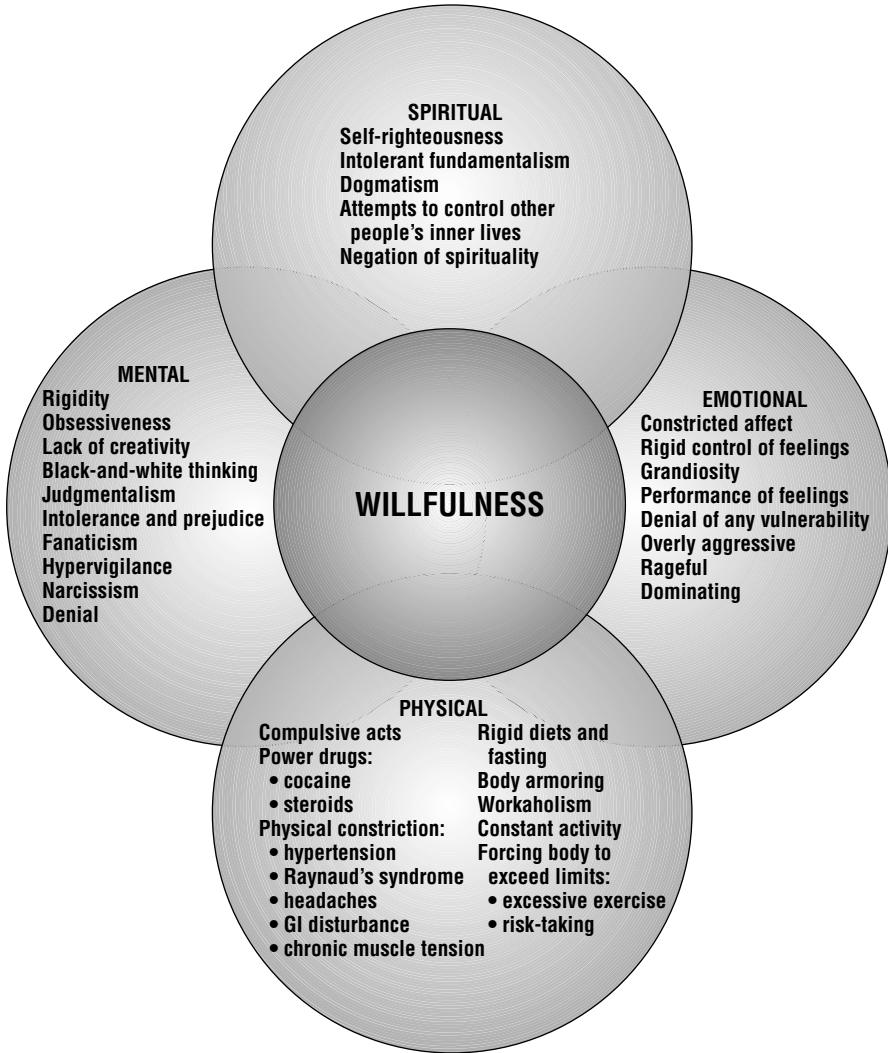 SPIRITUAL
Self-righteousness
Intolerant fundamentalism
Dogmatism
Attempts to control other
people's inner lives
Negation of spirituality
MENTAL
Rigidity
Obsessiveness
Lack of creativity
Black-and-white thinking
Judgmentalism
Intolerance and prejudice
Fanaticism
Hypervigilance
Narcissism
Denial
WILLFULNESS
EMOTIONAL
Constricted affect
Rigid control of feelings
Grandiosity
Performance of feelings
Denial of any vulnerability
Overly aggressive
Rageful
Dominating
PHYSICAL
Compulsive acts
Power drugs:
• cocaine
• steroids
Physical constriction:
• hypertension
• Raynaud's syndrome
• headaches
• GI disturbance
• chronic muscle tension
Rigid diets and
fasting
Body armoring
Workaholism
Constant activity
Forcing body to
exceed limits:
• excessive exercise
• risk-taking